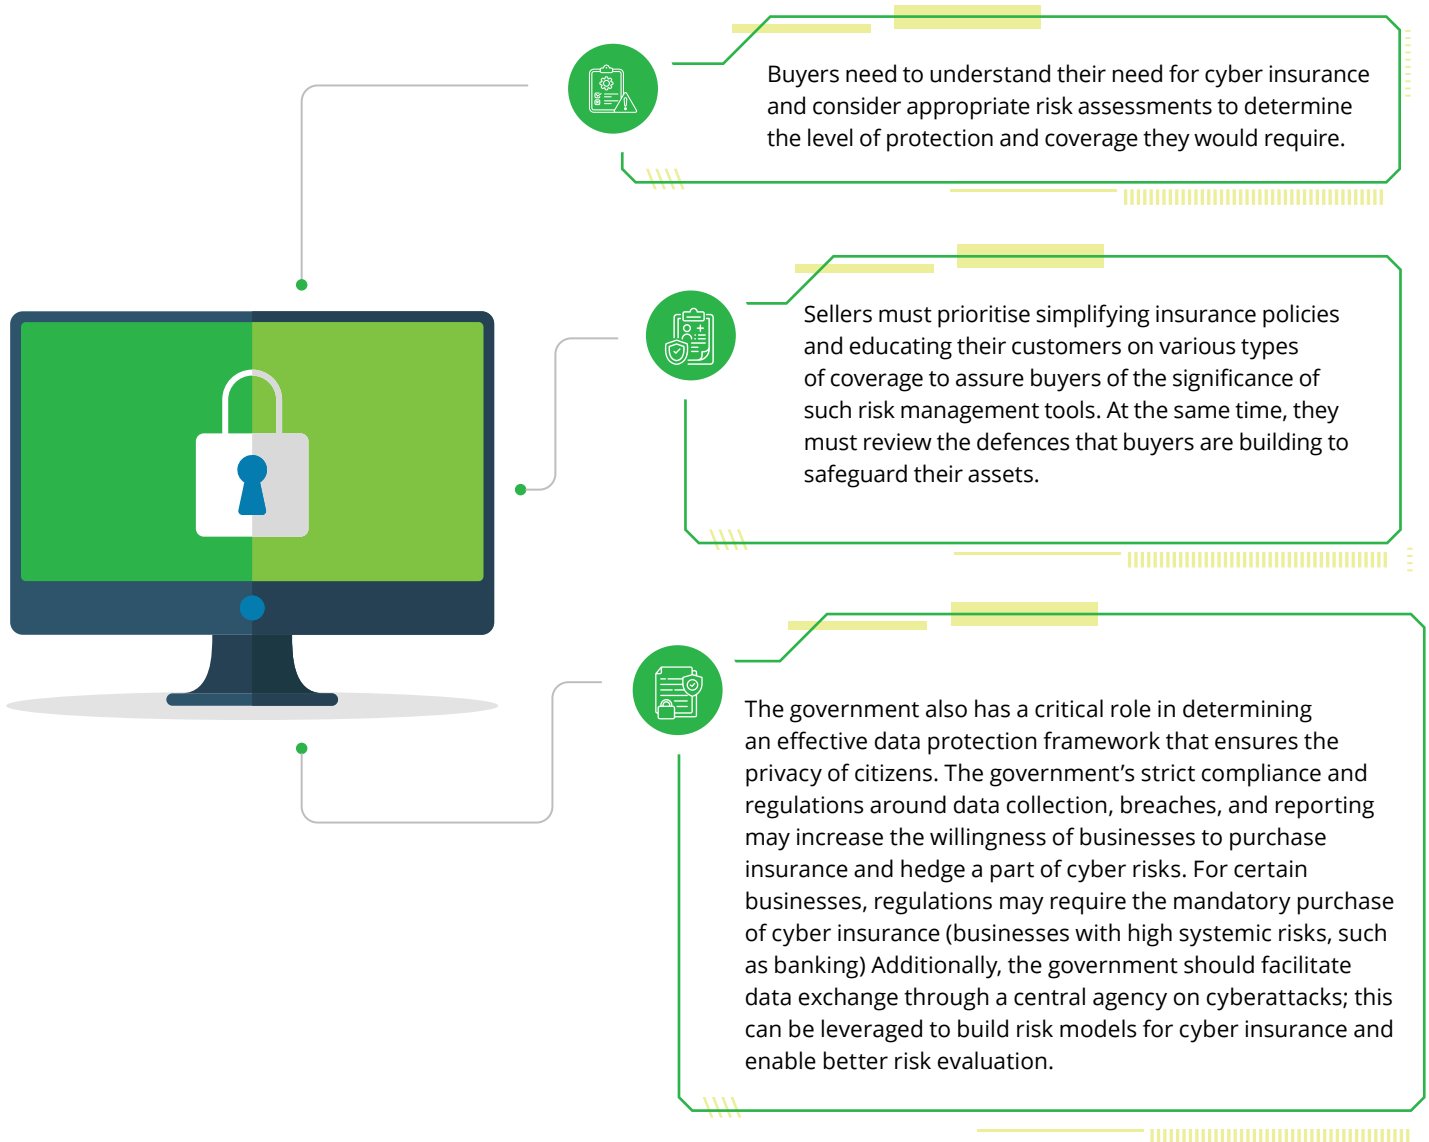 Buyers need to understand their need for cyber insurance
and consider appropriate risk assessments to determine
the level of protection and coverage they would require.
Sellers must prioritise simplifying insurance policies
and educating their customers on various types
of coverage to assure buyers of the significance of
such risk management tools. At the same time, they
must review the defences that buyers are building to
safeguard their assets.
The government also has a critical role in determining
an effective data protection framework that ensures the
privacy of citizens. The government’s strict compliance and
regulations around data collection, breaches, and reporting
may increase the willingness of businesses to purchase
insurance and hedge a part of cyber risks. For certain
businesses, regulations may require the mandatory purchase
of cyber insurance (businesses with high systemic risks, such
as banking) Additionally, the government should facilitate
data exchange through a central agency on cyberattacks; this
can be leveraged to build risk models for cyber insurance and
enable better risk evaluation.